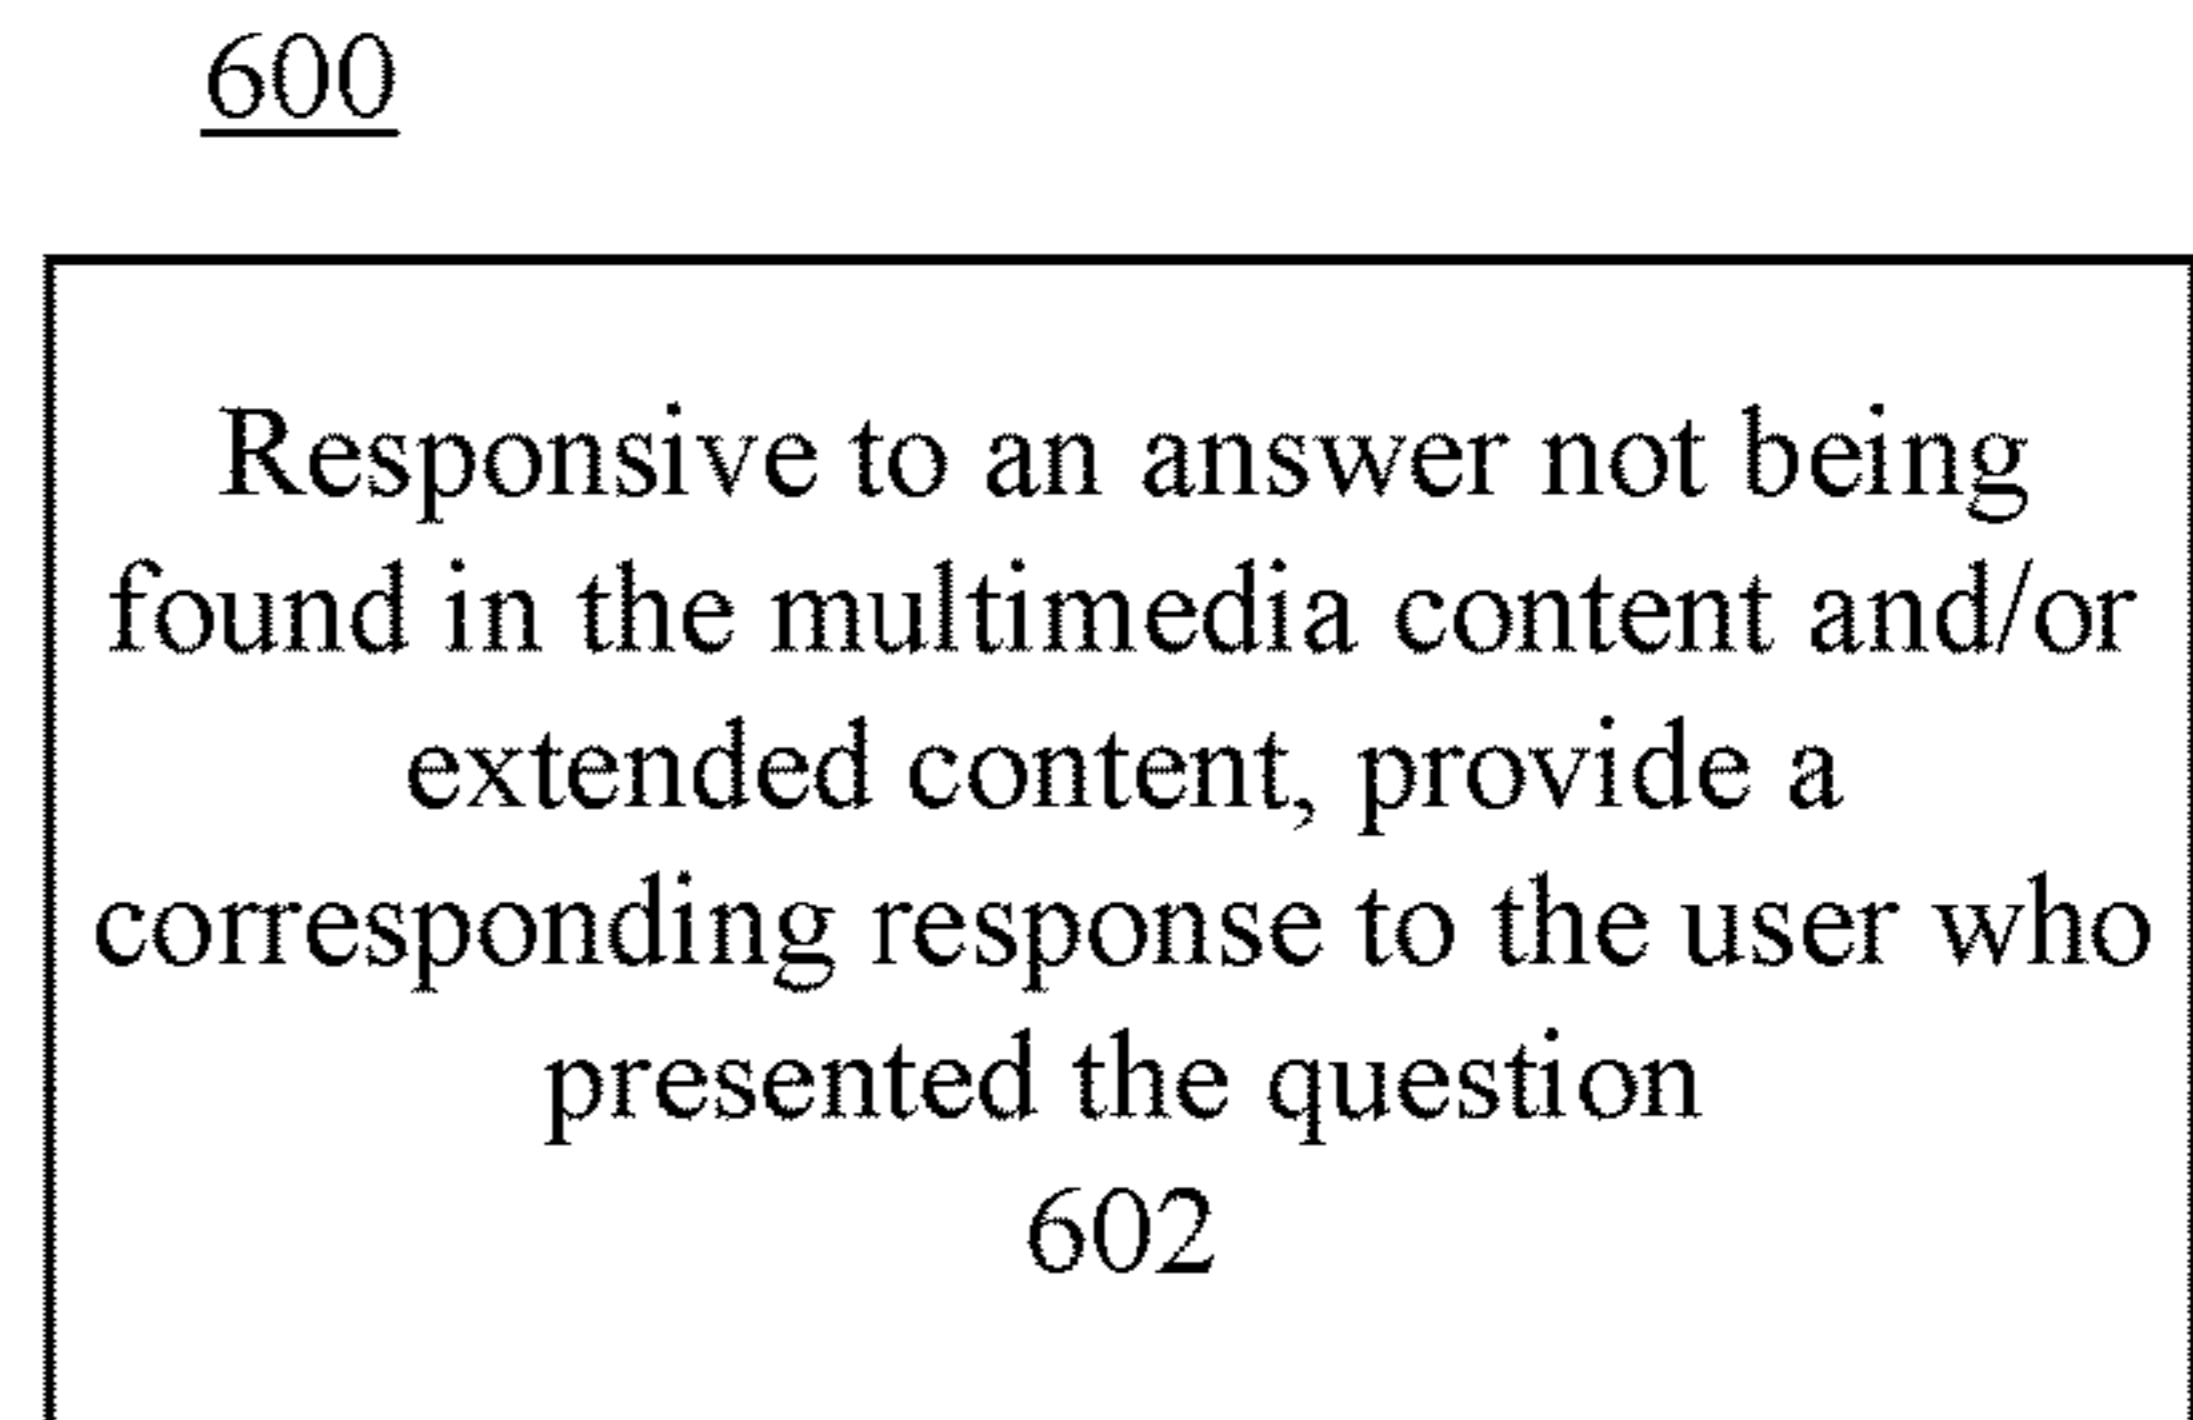 600
Responsive to an answer not being
found in the multimedia content and/or
extended content, provide a
corresponding response to the user who
presented the question
602